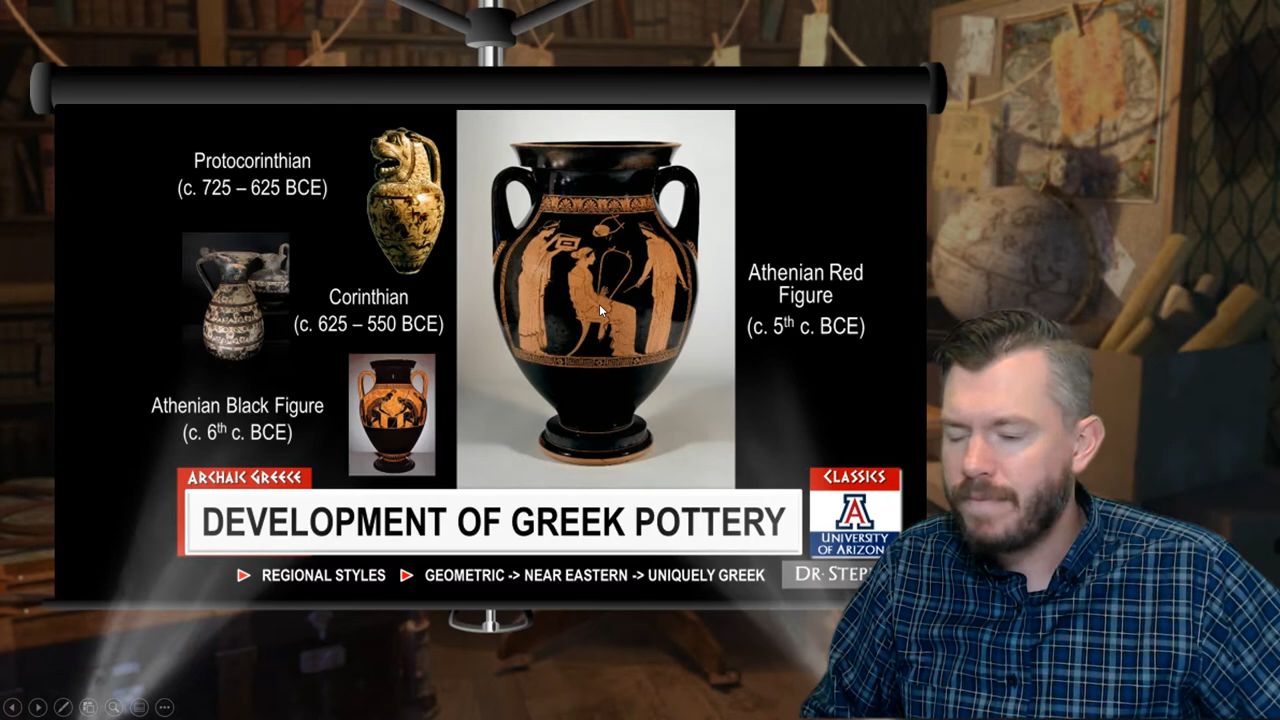 Protocorinthian
(c. 725 – 625 BCE)
Corinthian
(c. 625 – 550 BCE)
Athenian Black Figure
(c. 6th c. BCE)
Athenian Red
Figure
(c. 5th c. BCE)
ARCHAIC GREECE
DEVELOPMENT OF GREEK POTTERY
REGIONAL STYLES
GEOMETRIC -> NEAR EASTERN -> UNIQUELY GREEK
CLASSICS
A
UNIVERSITY
OF ARIZON
DR. STEP